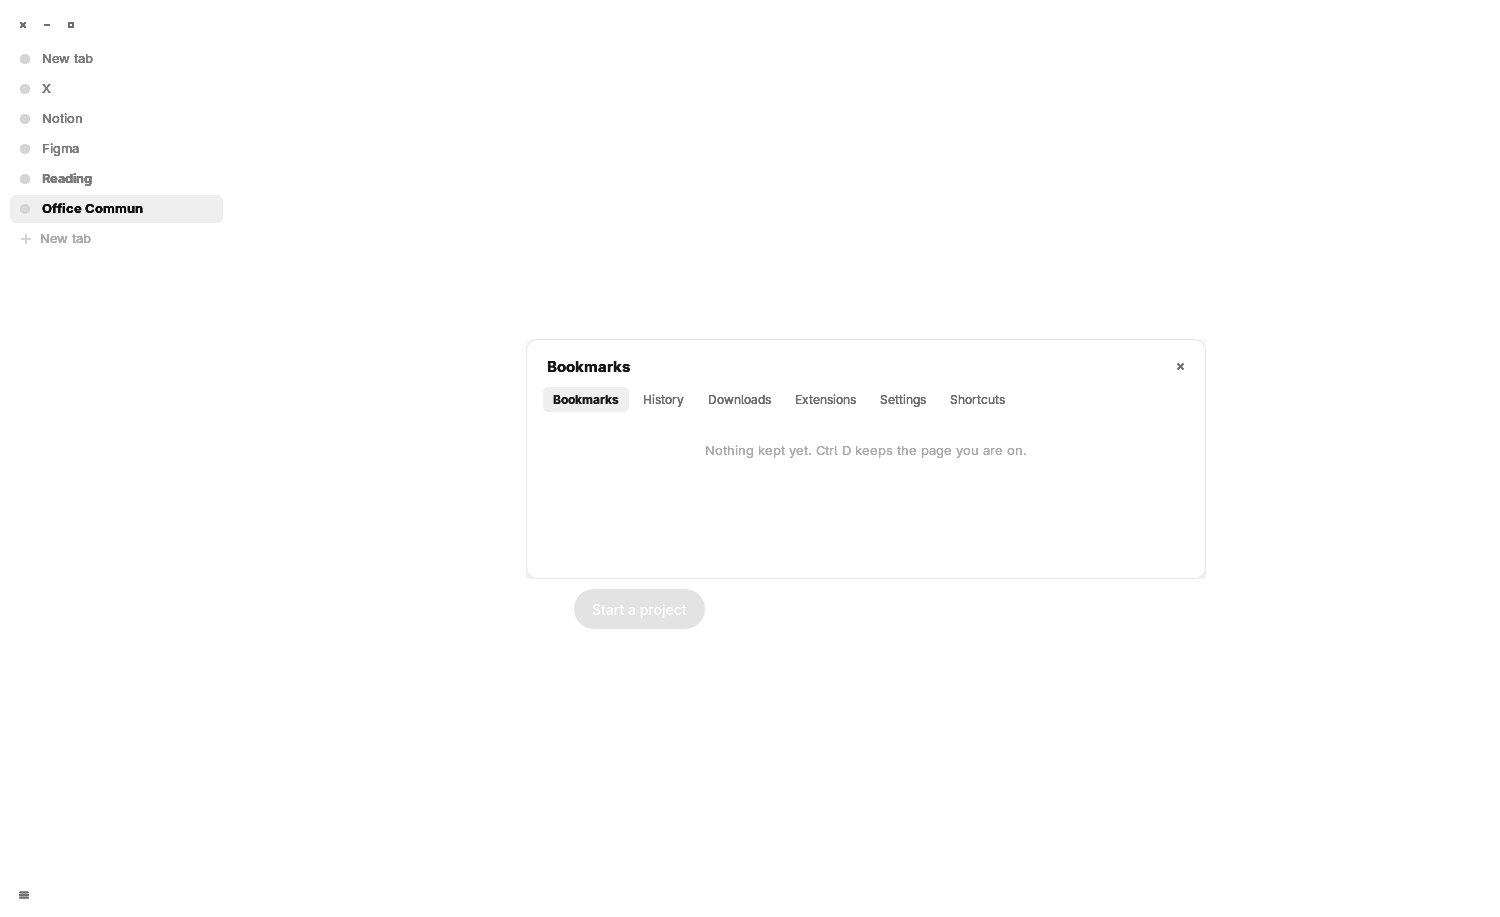 New tab
X
Notion
Figma
Reading
Office Commun
New tab
Bookmarks
Bookmarks History Downloads Extensions Settings Shortcuts
Nothing kept yet. Ctrl D keeps the page you are on.
Start a project